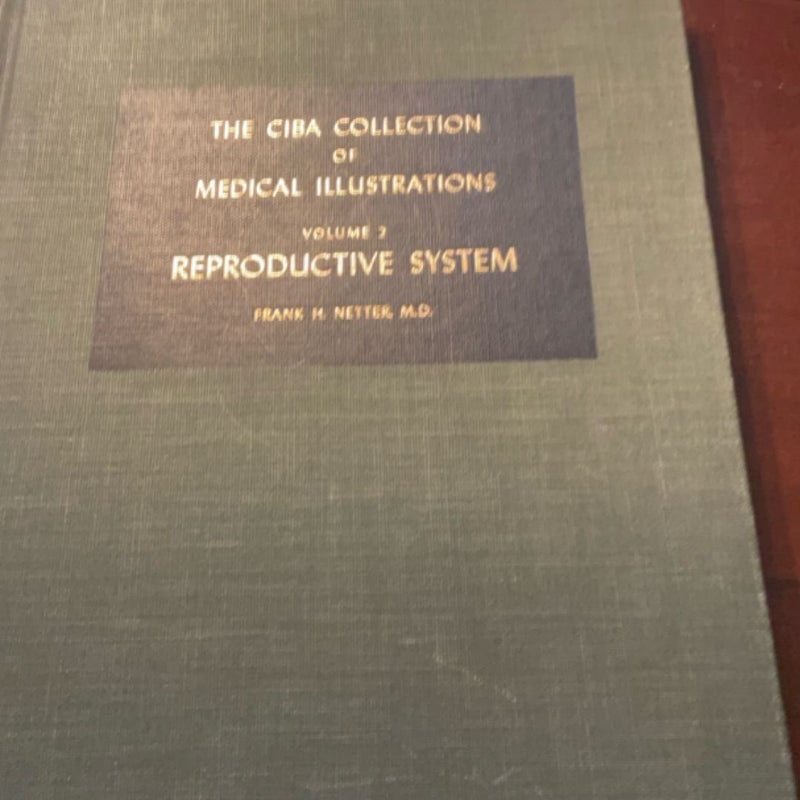 THE CIBA COLLECTION
OF
MEDICAL ILLUSTRATIONS
VOLUME 2
REPRODUCTIVE SYSTEM
FRANK H. NETTER, M.D.